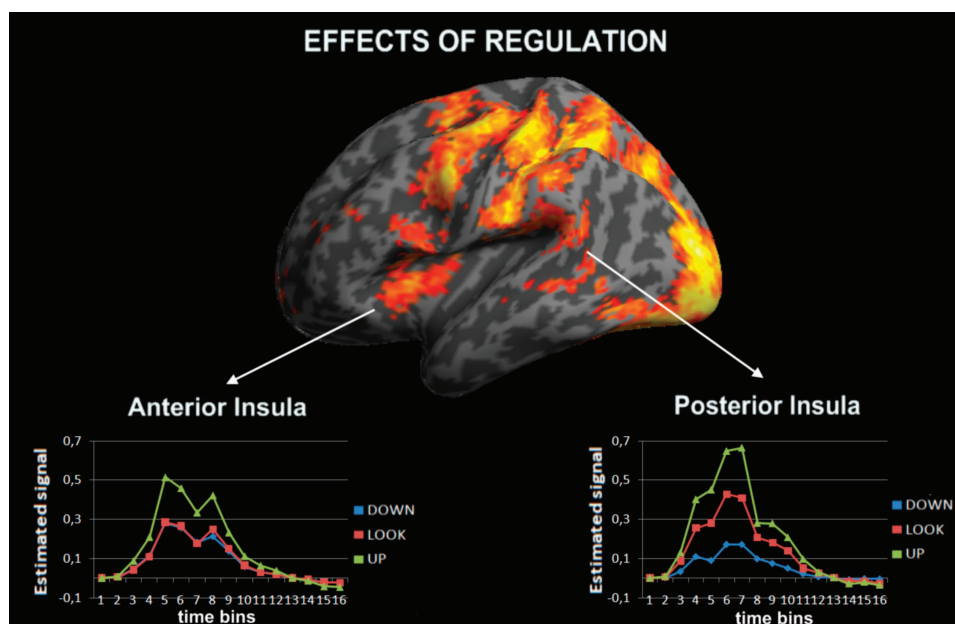 EFFECTS OF REGULATION
Anterior Insula
Estimated signal
0,7
0,5
0,3
0,1
-0,1
1 2 3 4 5 6 7 8 9 10 11 12 13 14 15 16
time bins
DOWN
LOOK
UP
Posterior Insula
Estimated signal
0,7
0,5
0,3
0,1
-0,1
1 2 3 4 5 6 7 8 9 10 11 12 13 14 15 16
time bins
DOWN
LOOK
UP